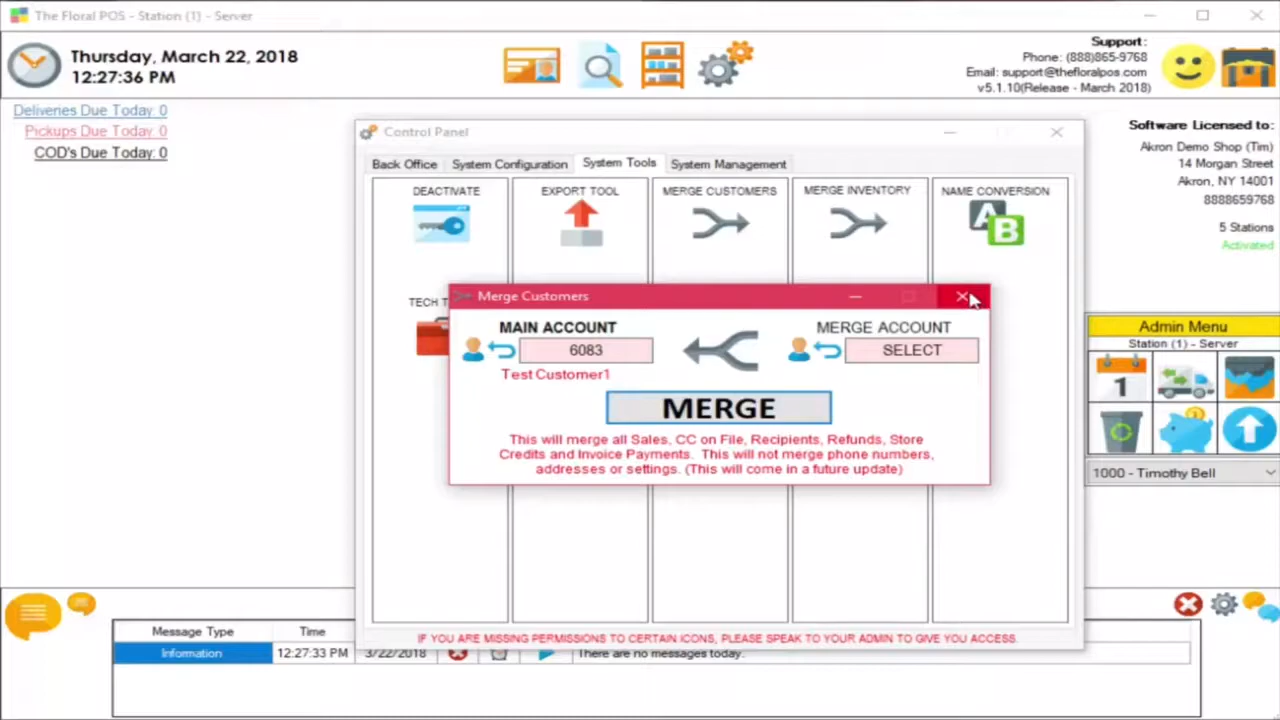 The Floral POS - Station (1) - Server
Thursday, March 22, 2018
12:27:36 PM
Support:
Phone: (888)865-9768
Email: support@thefloralpos.com
v5.1.10(Release - March 2018)
Deliveries Due Today: 0
Pickups Due Today: 0
COD's Due Today: 0
Software Licensed to:
Akron Demo Shop (Tim)
14 Morgan Street
Akron, NY 14001
8888659768
5 Stations
Activated
Control Panel
Back Office System Configuration System Tools System Management
DEACTIVATE EXPORT TOOL MERGE CUSTOMERS MERGE INVENTORY NAME CONVERSION
A B
TECH T
Merge Customers
MAIN ACCOUNT MERGE ACCOUNT
6083 SELECT
Test Customer1
MERGE
This will merge all Sales, CC on File, Recipients, Refunds, Store
Credits and Invoice Payments. This will not merge phone numbers,
addresses or settings. (This will come in a future update)
Admin Menu
Station (1) - Server
1
1000 - Timothy Bell
IF YOU ARE MISSING PERMISSIONS TO CERTAIN ICONS, PLEASE SPEAK TO YOUR ADMIN TO GIVE YOU ACCESS.
Message Type Time
Information 12:27:33 PM 3/22/2018 There are no messages today.